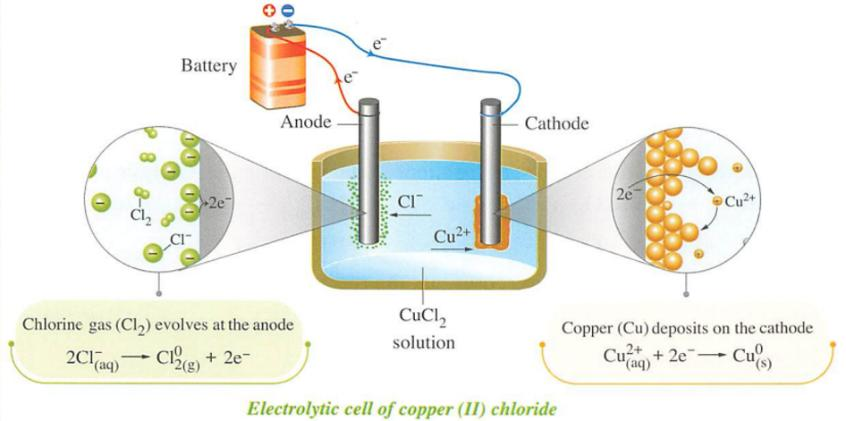 + −
e⁻
Battery
e⁻
Anode
Cathode
2e⁻
Cl₂
Cl⁻
Cl⁻
Cu²⁺
2e⁻
Cu²⁺
CuCl₂
solution
Chlorine gas (Cl₂) evolves at the anode
2Cl⁻(aq) ⟶ Cl⁰₂(g) + 2e⁻
Copper (Cu) deposits on the cathode
Cu²⁺(aq) + 2e⁻ ⟶ Cu⁰(s)
Electrolytic cell of copper (II) chloride